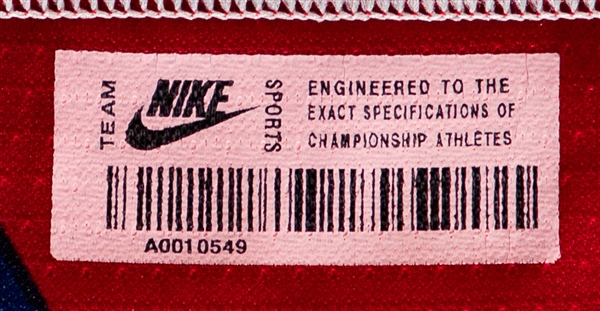 TEAM
NIKE
SPORTS
ENGINEERED TO THE
EXACT SPECIFICATIONS OF
CHAMPIONSHIP ATHLETES
A0010549